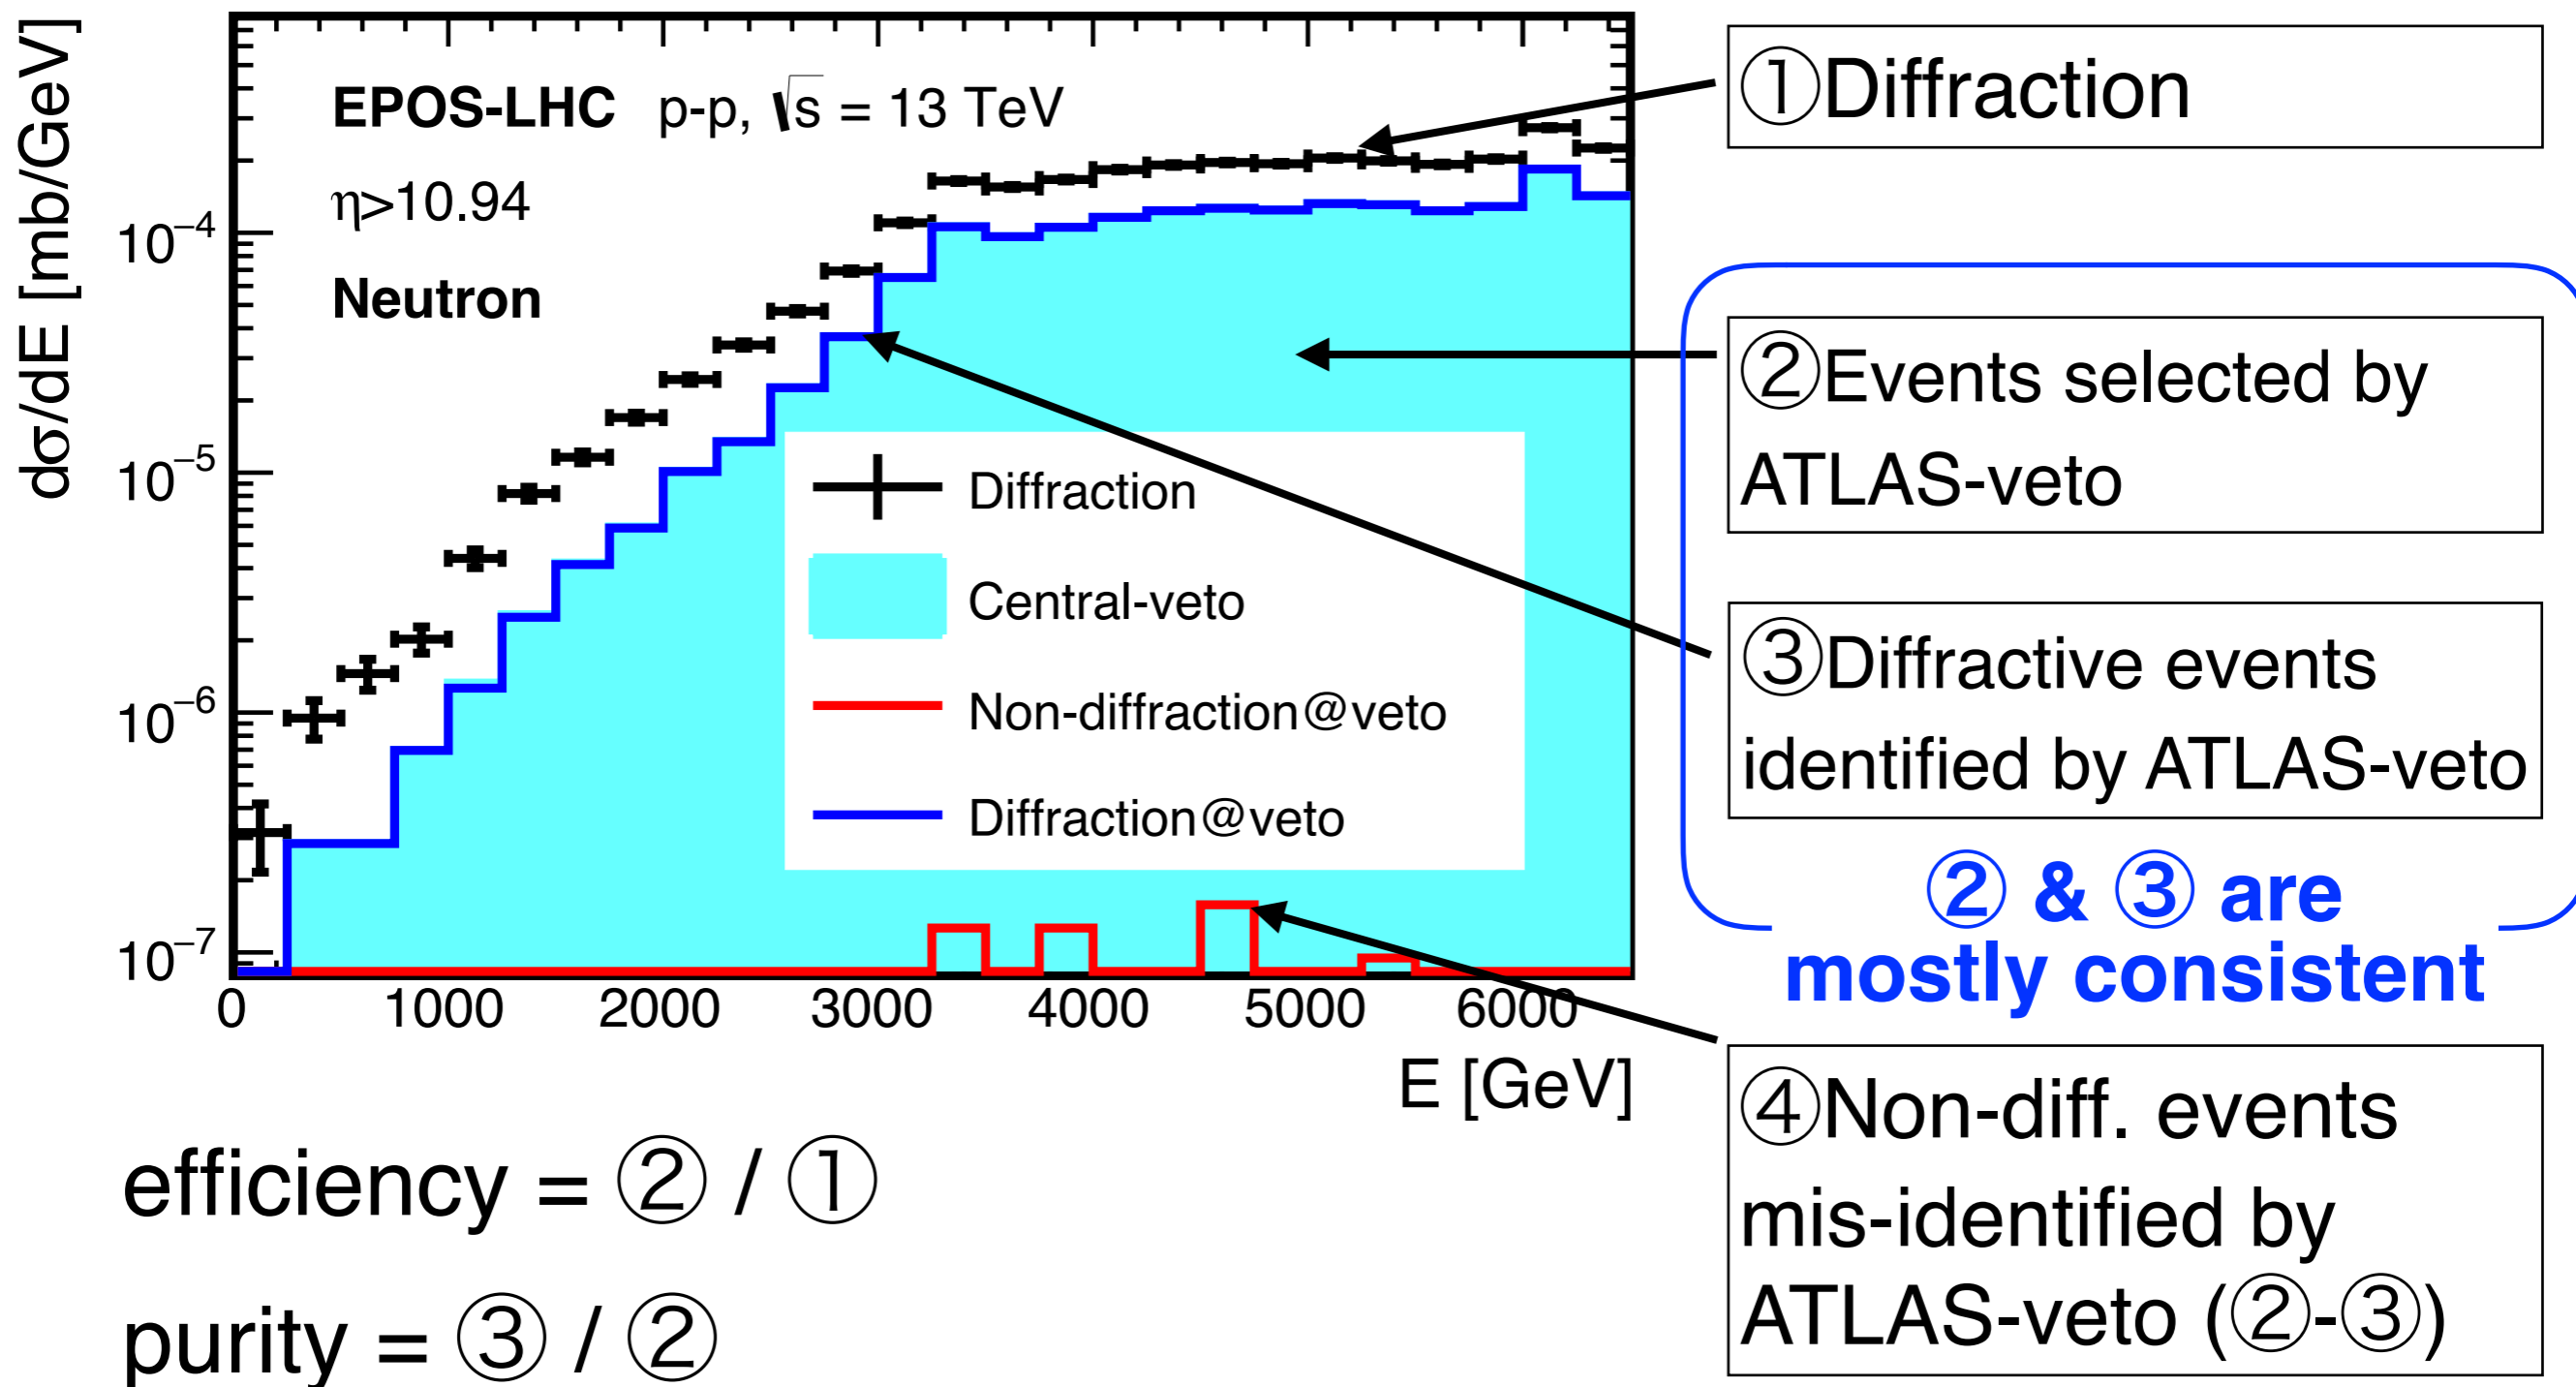 dσ/dE [mb/GeV]
EPOS-LHC p-p, √s = 13 TeV
η>10.94
Neutron
10⁻⁴
10⁻⁵
10⁻⁶
10⁻⁷
Diffraction
Central-veto
Non-diffraction@veto
Diffraction@veto
0 1000 2000 3000 4000 5000 6000
E [GeV]
①Diffraction
②Events selected by
ATLAS-veto
③Diffractive events
identified by ATLAS-veto
② & ③ are
mostly consistent
④Non-diff. events
mis-identified by
ATLAS-veto (②-③)
efficiency = ② / ①
purity = ③ / ②